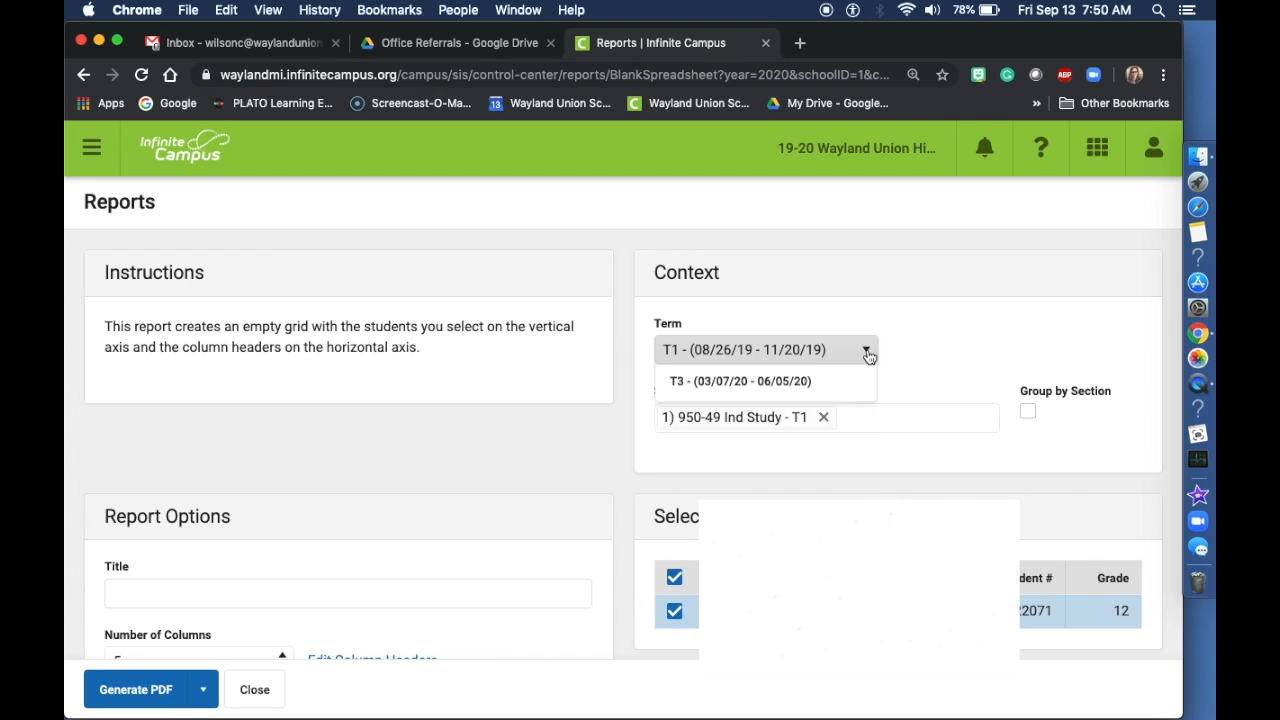 Chrome File Edit View History Bookmarks People Window Help 78% Fri Sep 13 7:50 AM
Inbox - wilsonc@waylandunion Office Referrals - Google Drive Reports | Infinite Campus
waylandmi.infinitecampus.org/campus/sis/control-center/reports/BlankSpreadsheet?year=2020&schoolID=1&c... ABP
Apps Google PLATO Learning E... Screencast-O-Ma... 13 Wayland Union Sc... Wayland Union Sc... My Drive - Google... » Other Bookmarks
Infinite Campus 19-20 Wayland Union Hi... ?
Reports
Instructions
This report creates an empty grid with the students you select on the vertical
axis and the column headers on the horizontal axis.
Context
Term
T1 - (08/26/19 - 11/20/19)
T3 - (03/07/20 - 06/05/20)
Group by Section
1) 950-49 Ind Study - T1
Report Options
Title
Number of Columns
Selec
dent # Grade
2071 12
Edit Column Headers
Generate PDF Close